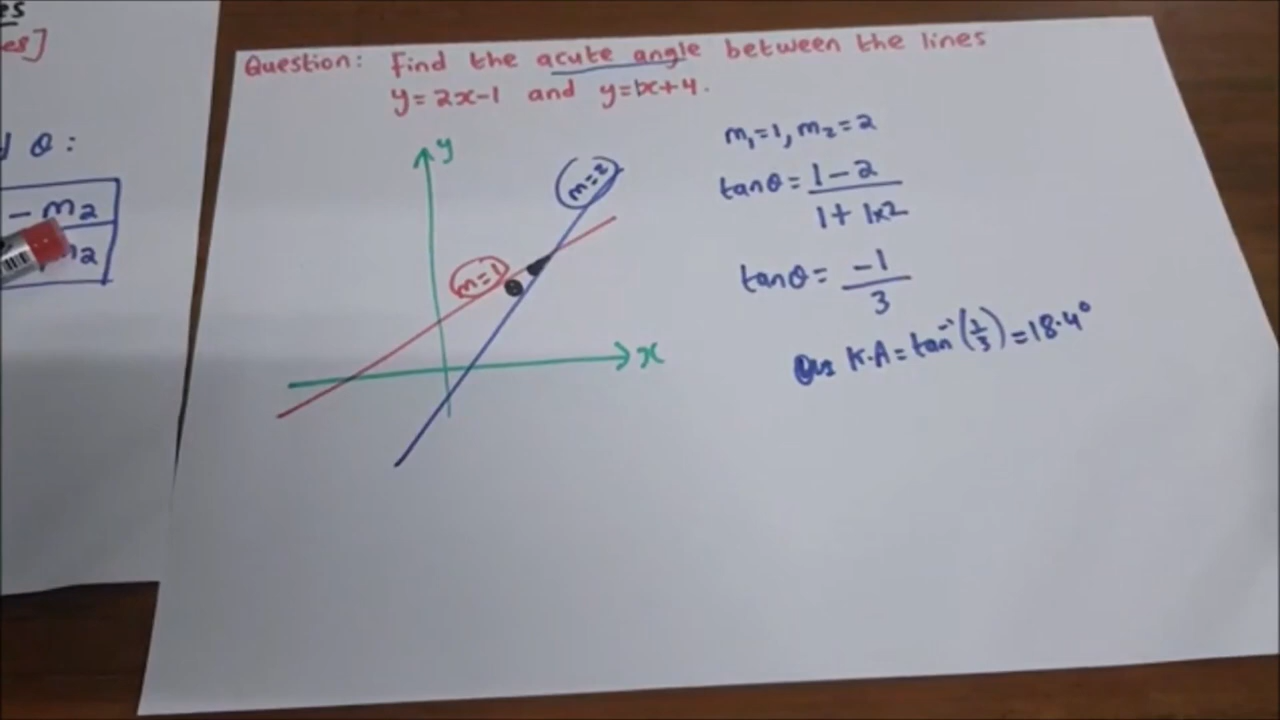 es
es]
d θ:
- m2
m2
Question: Find the acute angle between the lines
y=2x-1 and y=1x+4.
y
m=2
m=1
x
m₁=1, m₂=2
tanθ = 1-2
1+1x2
tanθ = -1
3
K.A = tan⁻¹(1/3) = 18.4°